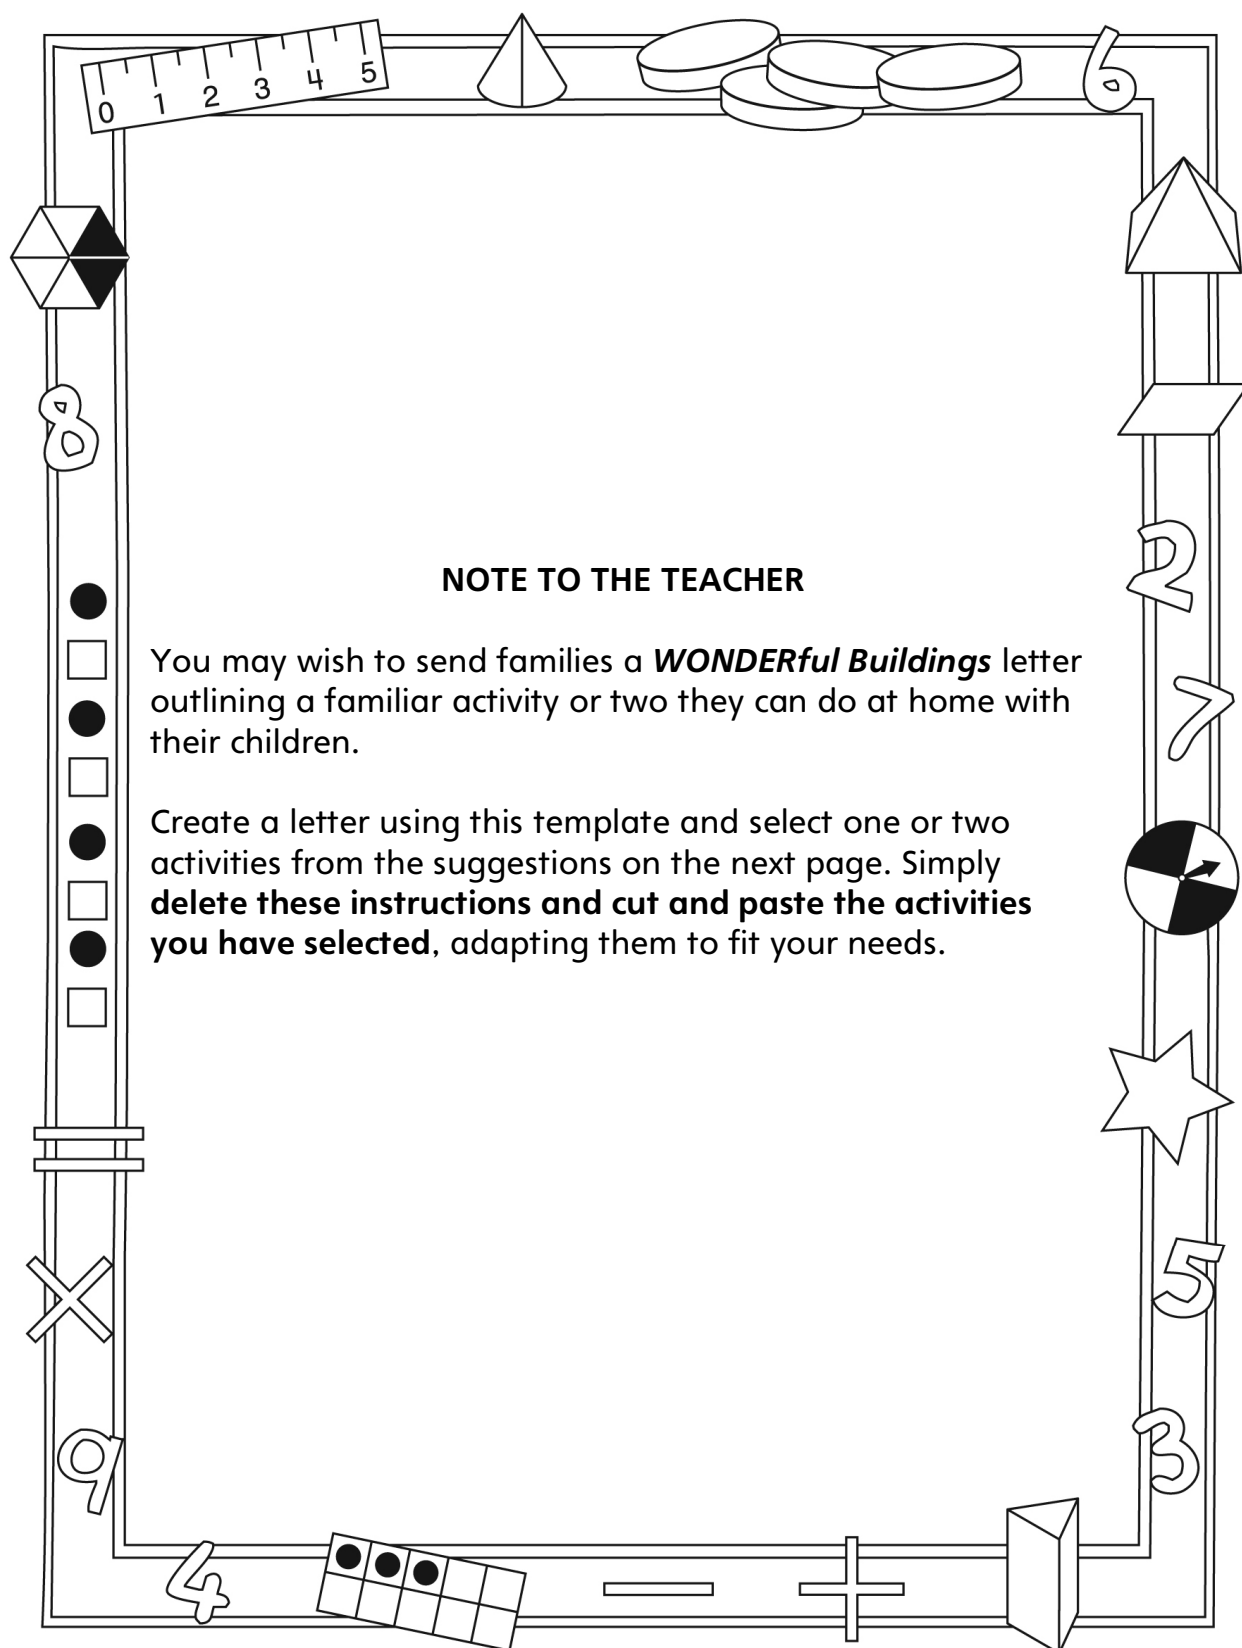 0 1 2 3 4 5
6
8
2
7
NOTE TO THE TEACHER
You may wish to send families a WONDERful Buildings letter
outlining a familiar activity or two they can do at home with
their children.
Create a letter using this template and select one or two
activities from the suggestions on the next page. Simply
delete these instructions and cut and paste the activities
you have selected, adapting them to fit your needs.
=
5
×
3
9
4
−
+